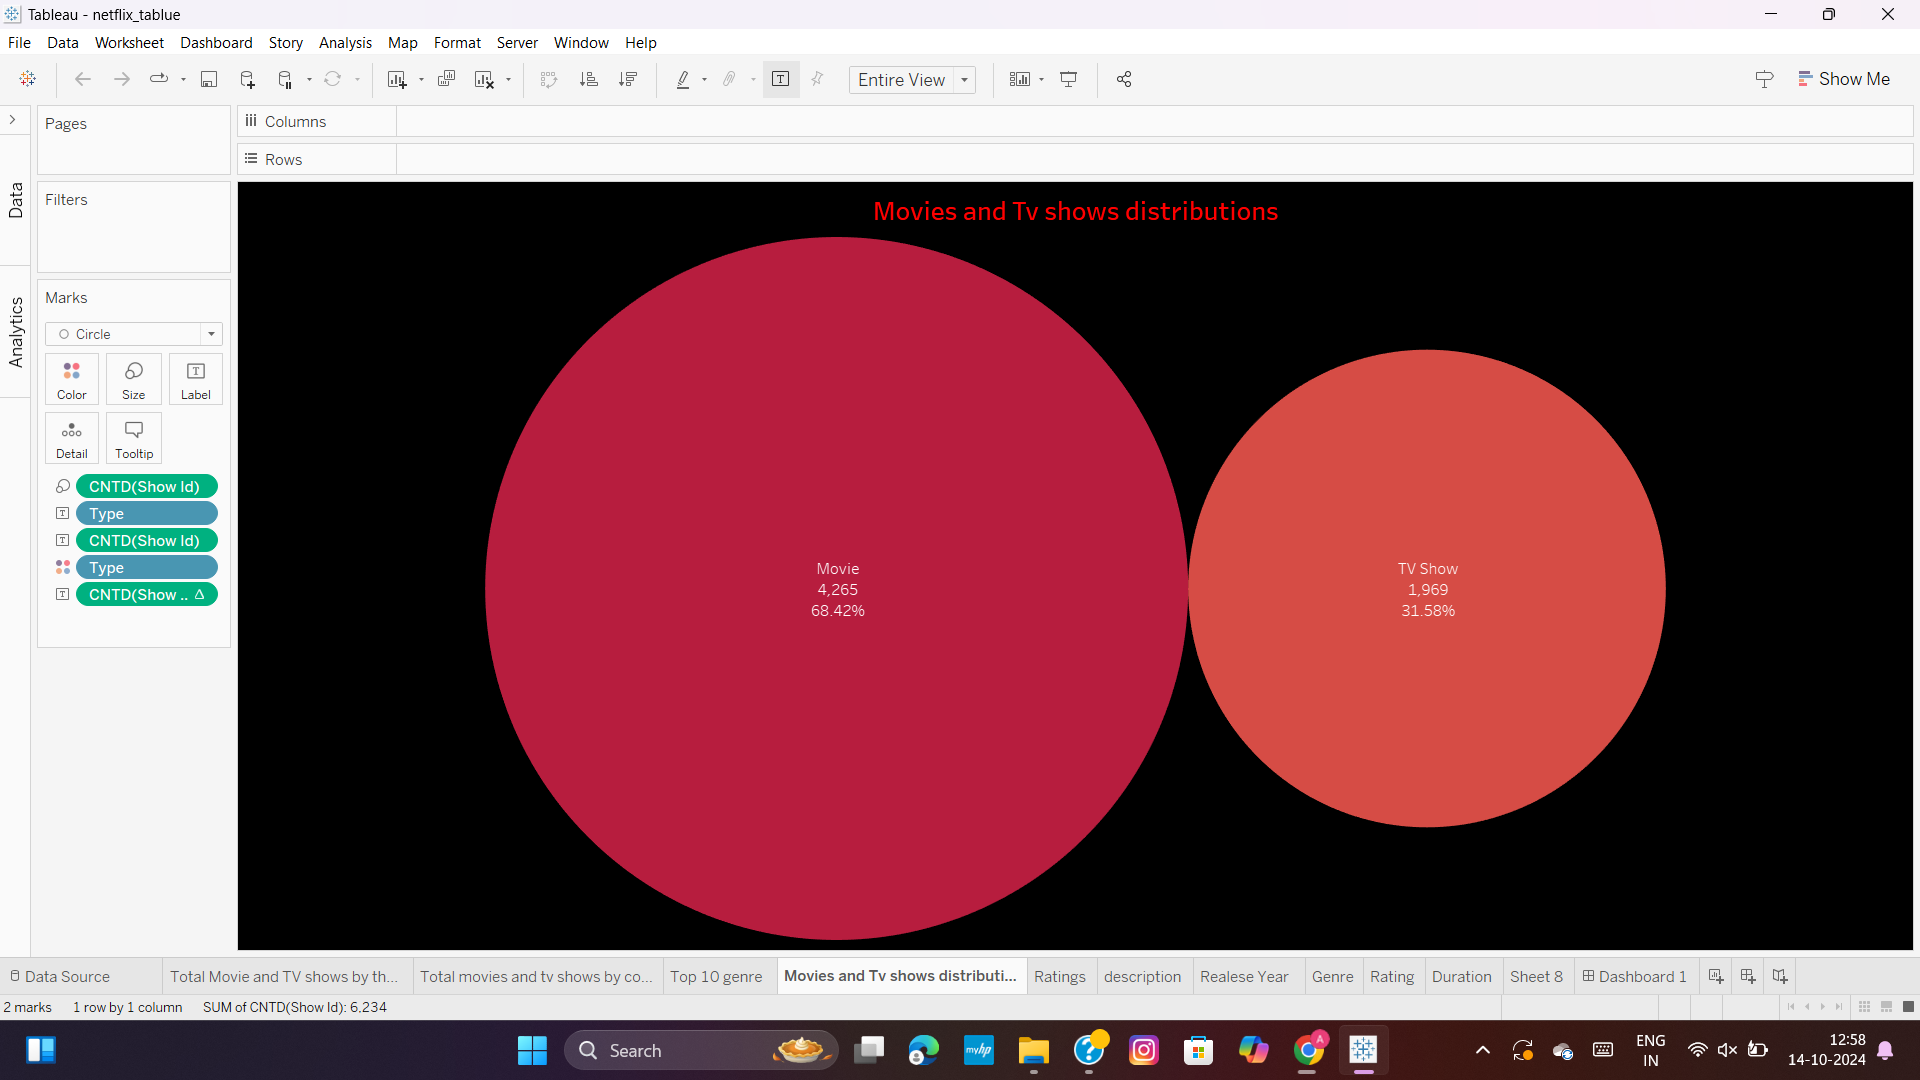 Tableau - netflix_tablue
File Data Worksheet Dashboard Story Analysis Map Format Server Window Help
Entire View
Show Me
Pages
Columns
Rows
Data
Analytics
Filters
Marks
Circle
Color Size Label
Detail Tooltip
CNTD(Show Id)
Type
CNTD(Show Id)
Type
CNTD(Show .. Δ
Movies and Tv shows distributions
Movie
4,265
68.42%
TV Show
1,969
31.58%
Data Source Total Movie and TV shows by th... Total movies and tv shows by co... Top 10 genre Movies and Tv shows distributi... Ratings description Realese Year Genre Rating Duration Sheet 8 Dashboard 1
2 marks 1 row by 1 column SUM of CNTD(Show Id): 6,234
Search
myhp
A
ENG
IN
12:58
14-10-2024